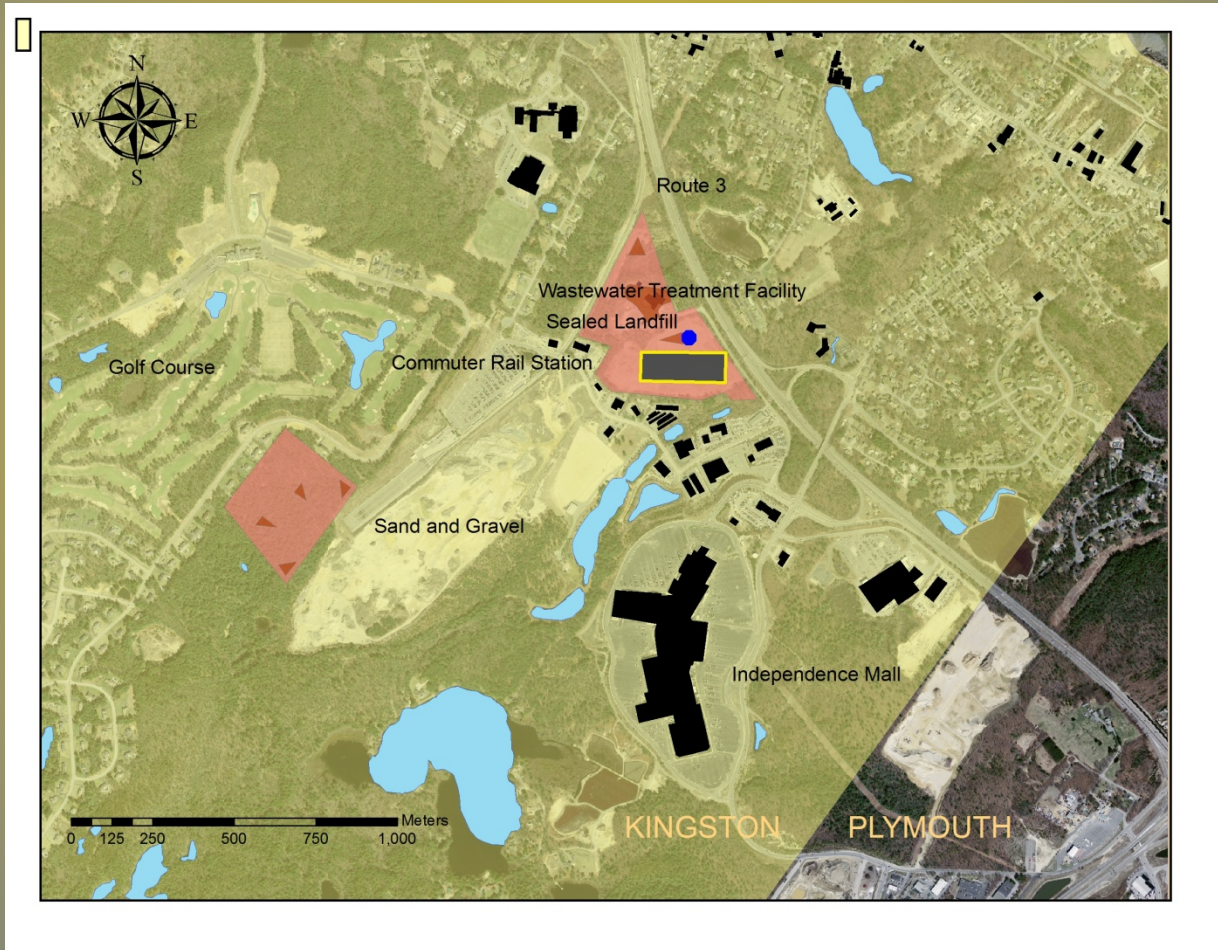 N
W E
S
Route 3
Wastewater Treatment Facility
Sealed Landfill
Commuter Rail Station
Golf Course
Sand and Gravel
Independence Mall
Meters
0 125 250 500 750 1,000
KINGSTON PLYMOUTH